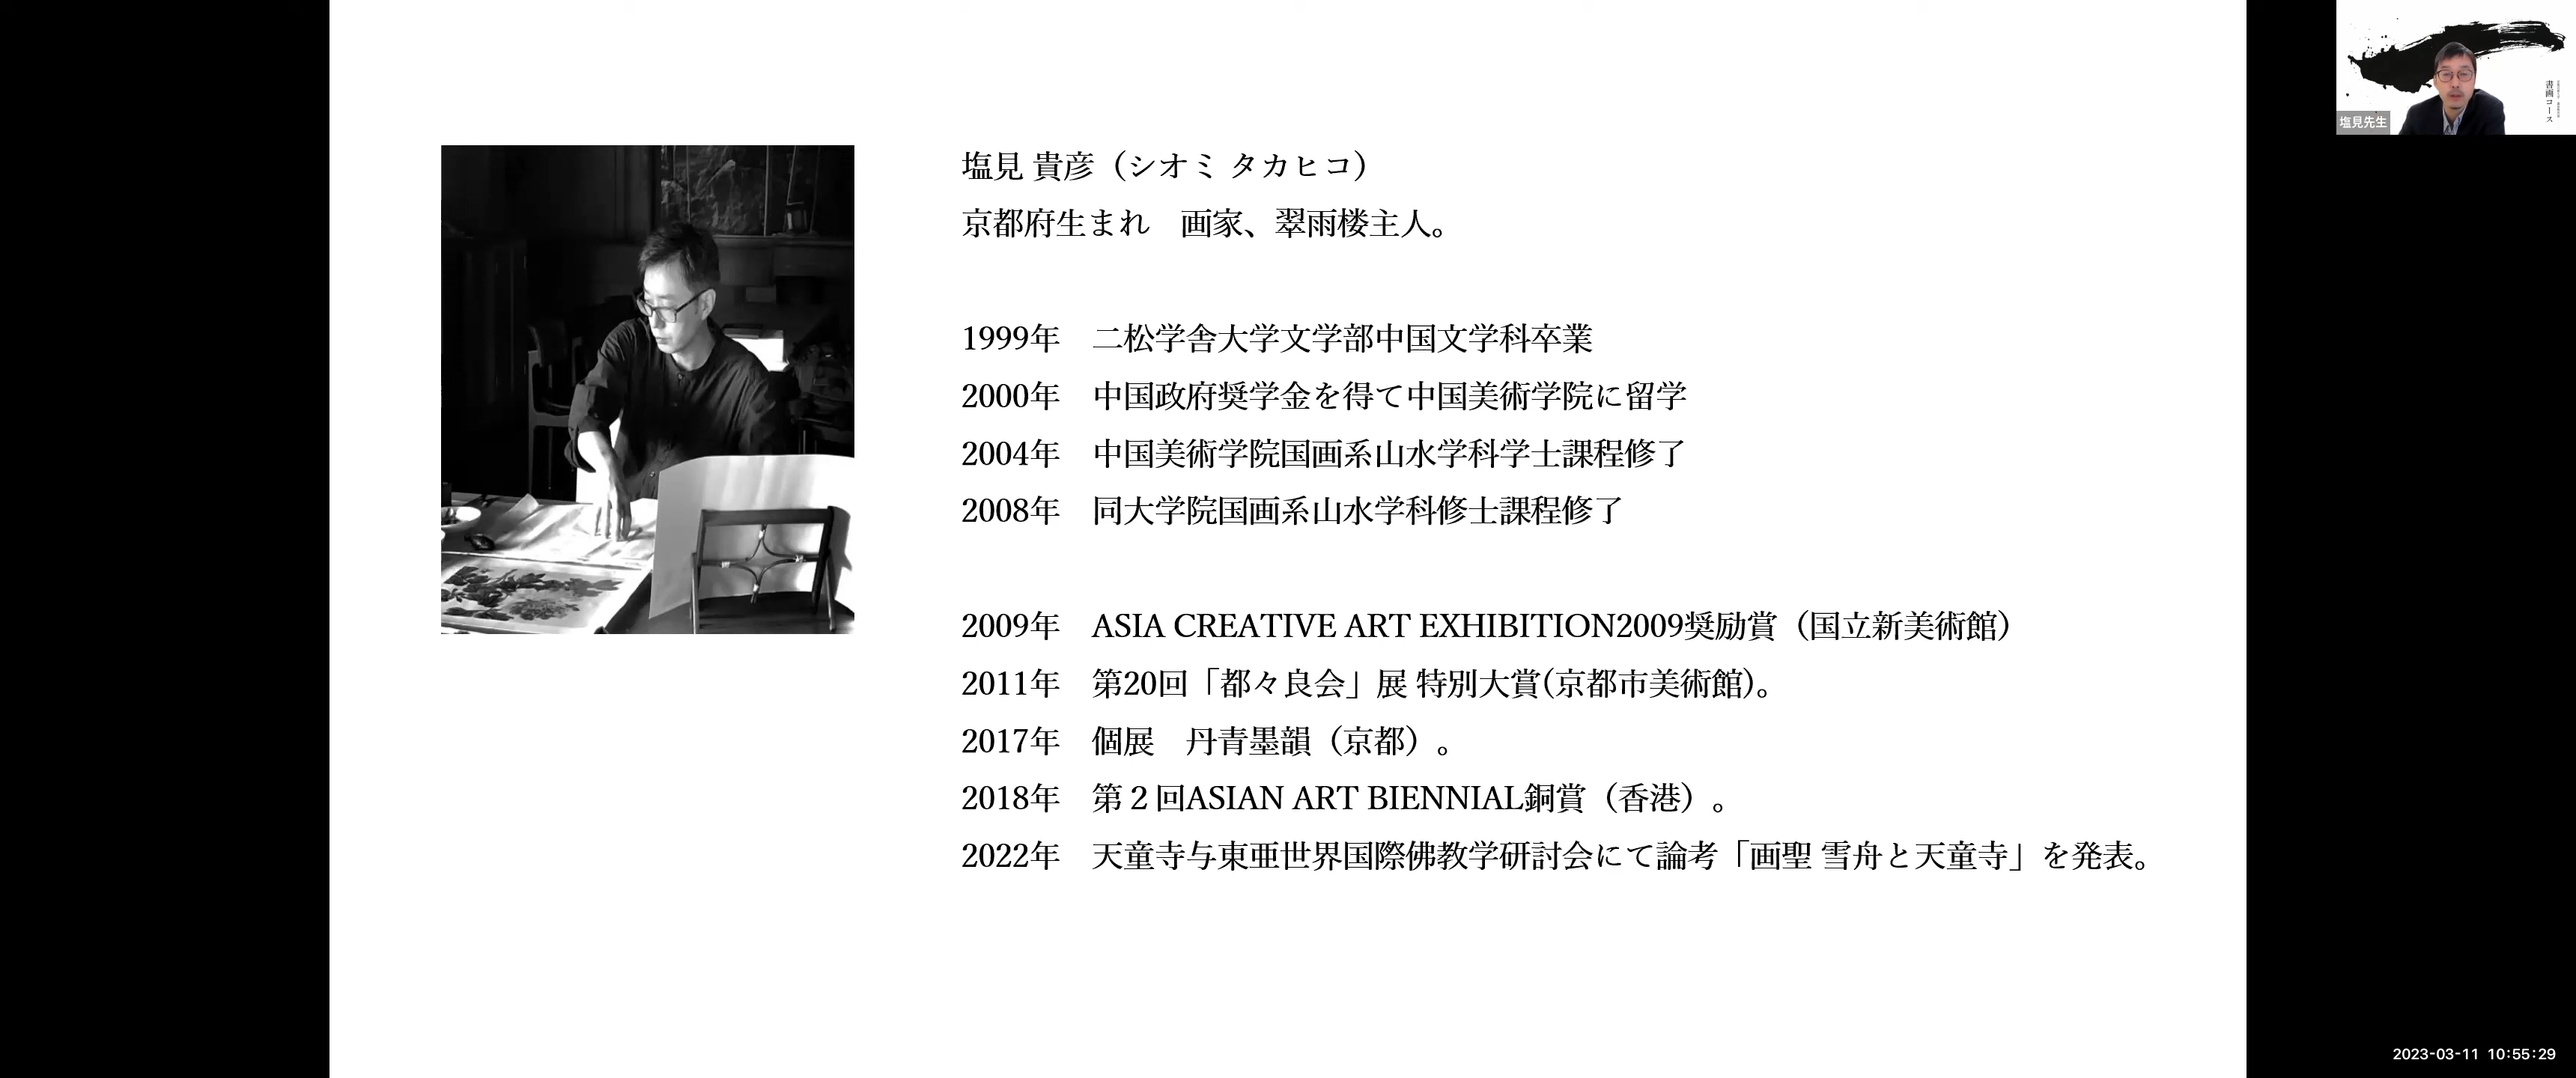 塩見 貴彦（シオミ タカヒコ）
京都府生まれ　画家、翠雨楼主人。
1999年　二松学舎大学文学部中国文学科卒業
2000年　中国政府奨学金を得て中国美術学院に留学
2004年　中国美術学院国画系山水学科学士課程修了
2008年　同大学院国画系山水学科修士課程修了
2009年　ASIA CREATIVE ART EXHIBITION2009奨励賞（国立新美術館）
2011年　第20回「都々良会」展 特別大賞(京都市美術館)。
2017年　個展　丹青墨韻（京都）。
2018年　第２回ASIAN ART BIENNIAL銅賞（香港）。
2022年　天童寺与東亜世界国際佛教学研討会にて論考「画聖 雪舟と天童寺」を発表。
書画コース
塩見先生
2023-03-11 10:55:29